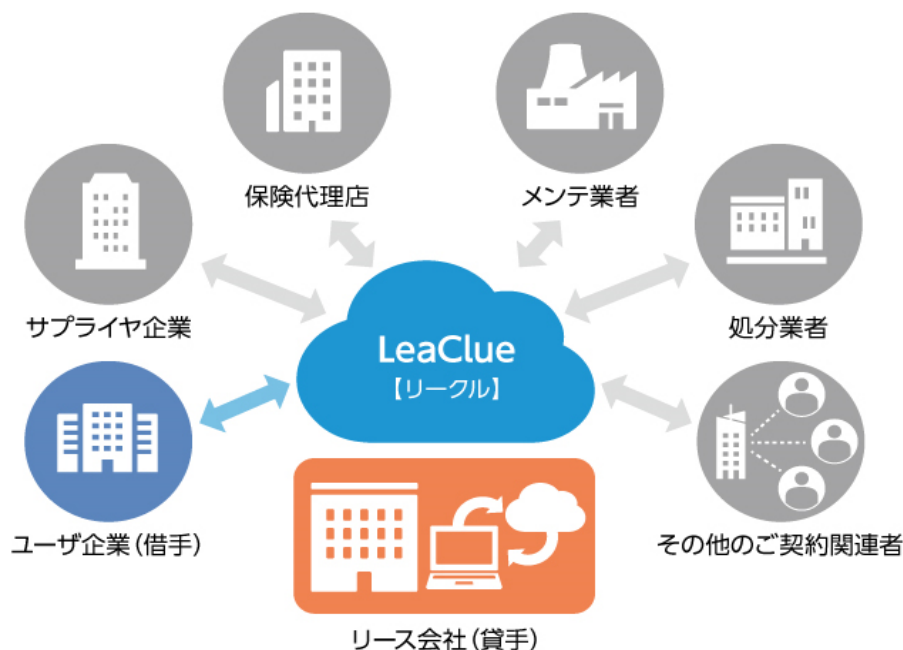 保険代理店
メンテ業者
サプライヤ企業
処分業者
LeaClue
【リークル】
ユーザ企業(借手)
その他のご契約関連者
リース会社(貸手)